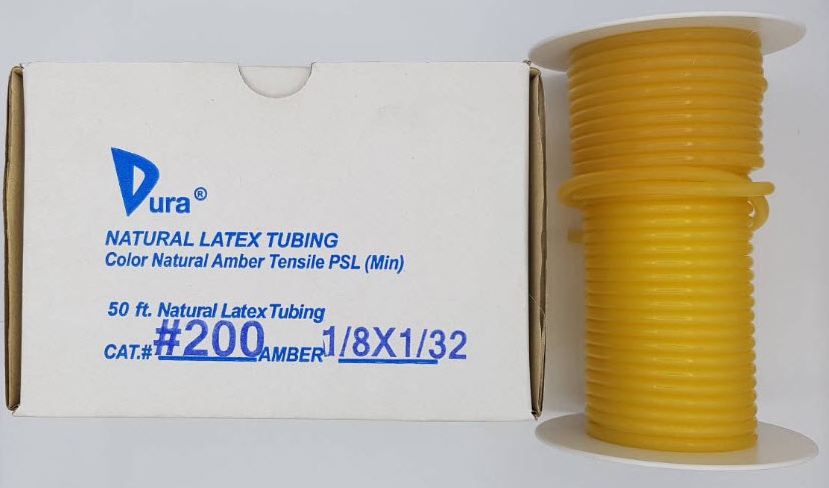 Dura®
NATURAL LATEX TUBING
Color Natural Amber Tensile PSL (Min)
50 ft. Natural Latex Tubing
CAT.# #200 AMBER 1/8X1/32